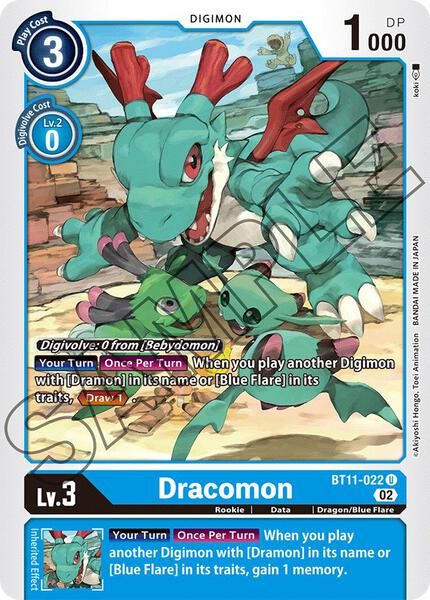 Play Cost
3
DIGIMON
DP
1000
Digivolve Cost
Lv.2
0
koki
©Akiyoshi Hongo, Toei Animation BANDAI MADE IN JAPAN
SAMPLE
Digivolve: 0 from [Bebydomon]
Your Turn Once Per Turn When you play another Digimon
with [Dramon] in its name or [Blue Flare] in its
traits, <Draw 1>.
Lv.3
Dracomon
BT11-022 U
02
Rookie | Data | Dragon/Blue Flare
Inherited Effect
Your Turn Once Per Turn When you play
another Digimon with [Dramon] in its name or
[Blue Flare] in its traits, gain 1 memory.